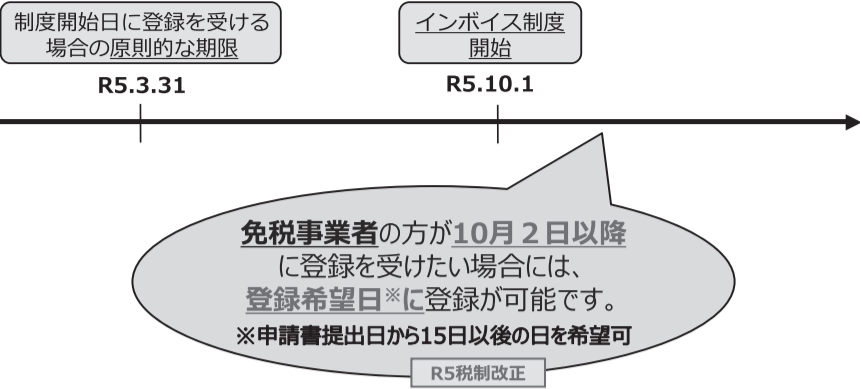 制度開始日に登録を受ける
場合の原則的な期限
インボイス制度
開始
R5.3.31
R5.10.1
免税事業者の方が10月２日以降
に登録を受けたい場合には、
登録希望日※に登録が可能です。
※申請書提出日から15日以後の日を希望可
R5税制改正